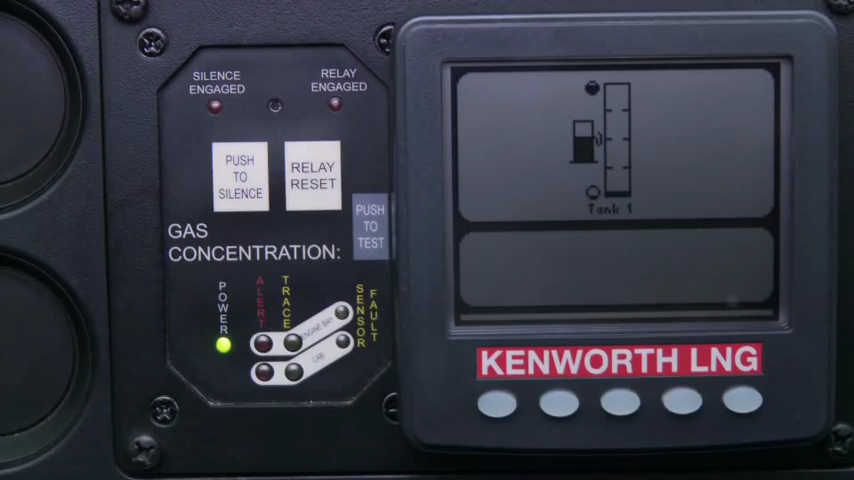 SILENCE
ENGAGED
RELAY
ENGAGED
PUSH
TO
SILENCE
RELAY
RESET
PUSH
TO
TEST
GAS
CONCENTRATION:
POWER
ALERT
TRACE
SENSOR
FAULT
ENGINE BAY
CAB
Tank 1
KENWORTH LNG